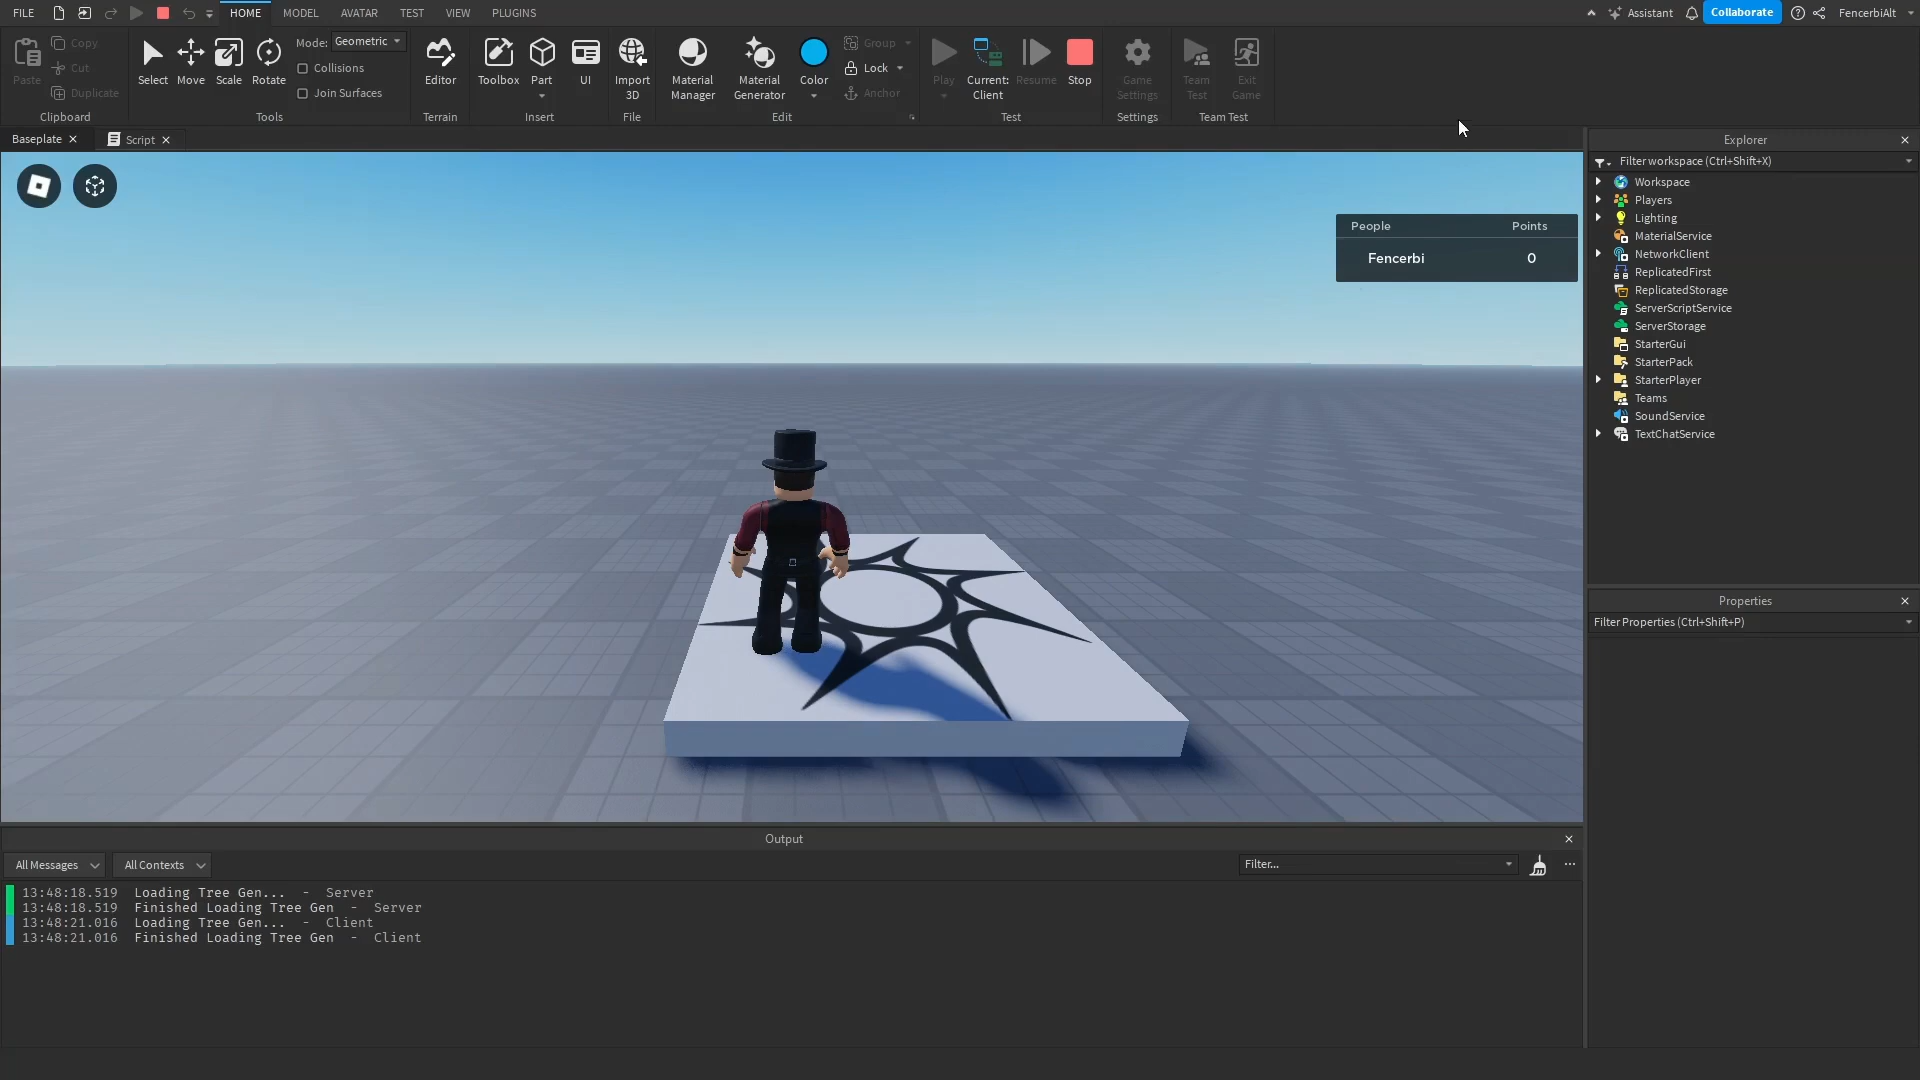 FILE HOME MODEL AVATAR TEST VIEW PLUGINS Assistant Collaborate FencerbiAlt
Paste Copy Cut Duplicate Clipboard
Select Move Scale Rotate Mode: Geometric Collisions Join Surfaces Tools
Editor Terrain
Toolbox Part UI Insert
Import 3D File
Material Manager Material Generator Color Group Lock Anchor Edit
Play Current: Client Resume Stop Test
Game Settings Settings
Team Test Exit Game Team Test
Baseplate Script
People Points
Fencerbi 0
Explorer
Filter workspace (Ctrl+Shift+X)
Workspace
Players
Lighting
MaterialService
NetworkClient
ReplicatedFirst
ReplicatedStorage
ServerScriptService
ServerStorage
StarterGui
StarterPack
StarterPlayer
Teams
SoundService
TextChatService
Properties
Filter Properties (Ctrl+Shift+P)
Output
All Messages All Contexts Filter...
13:48:18.519 Loading Tree Gen... - Server
13:48:18.519 Finished Loading Tree Gen - Server
13:48:21.016 Loading Tree Gen... - Client
13:48:21.016 Finished Loading Tree Gen - Client